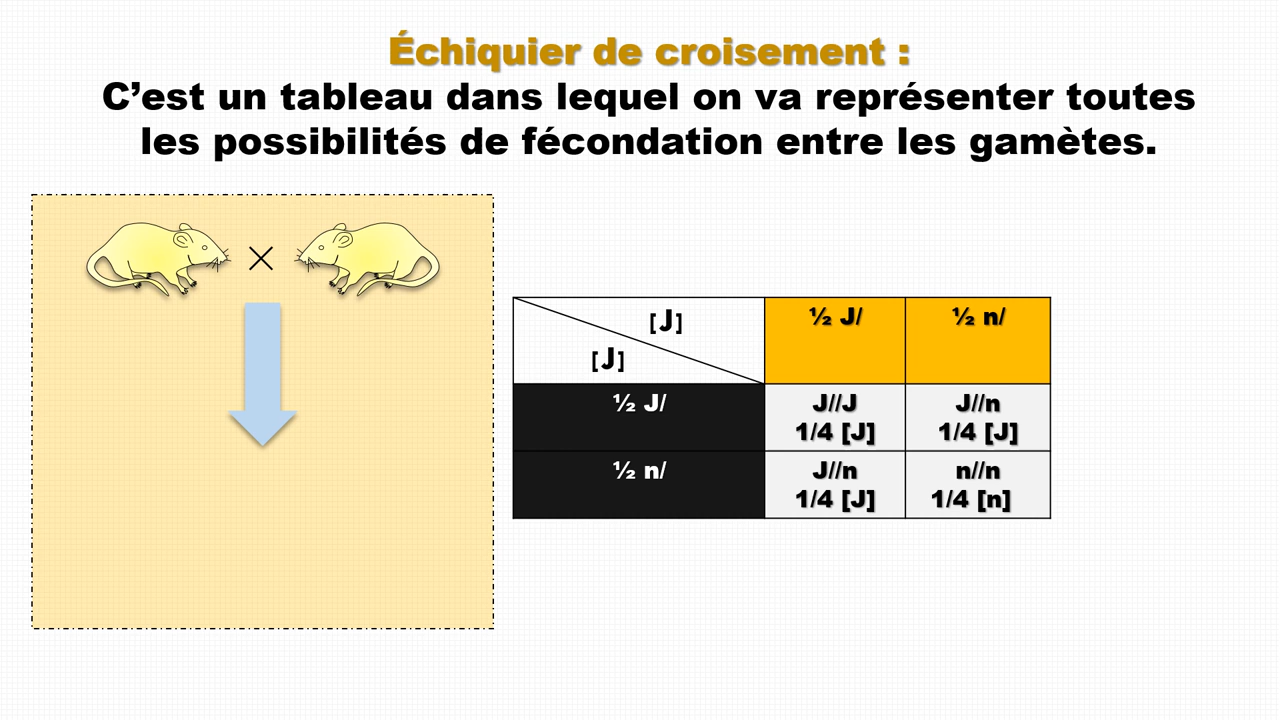 Échiquier de croisement :
C’est un tableau dans lequel on va représenter toutes
les possibilités de fécondation entre les gamètes.
×
[J]
[J]
½ J/
½ n/
½ J/
J//J
1/4 [J]
J//n
1/4 [J]
½ n/
J//n
1/4 [J]
n//n
1/4 [n]